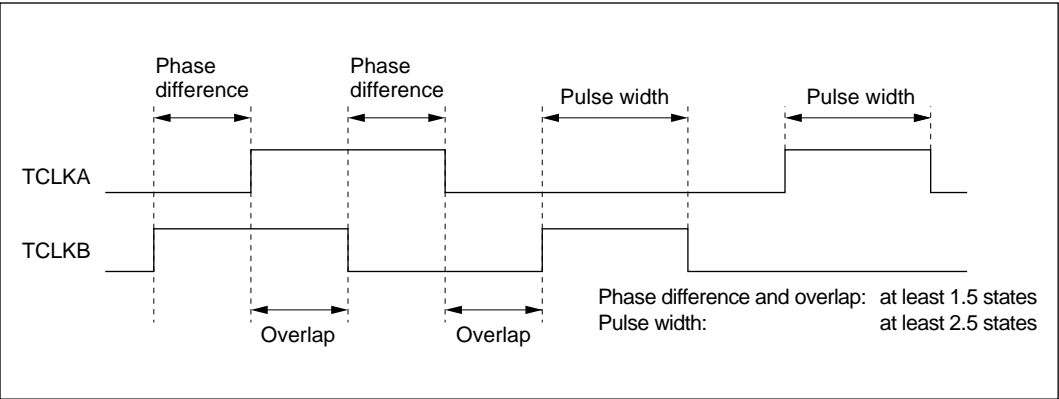 Phase
difference
Phase
difference
Pulse width
Pulse width
TCLKA
TCLKB
Overlap
Overlap
Phase difference and overlap: at least 1.5 states
Pulse width: at least 2.5 states